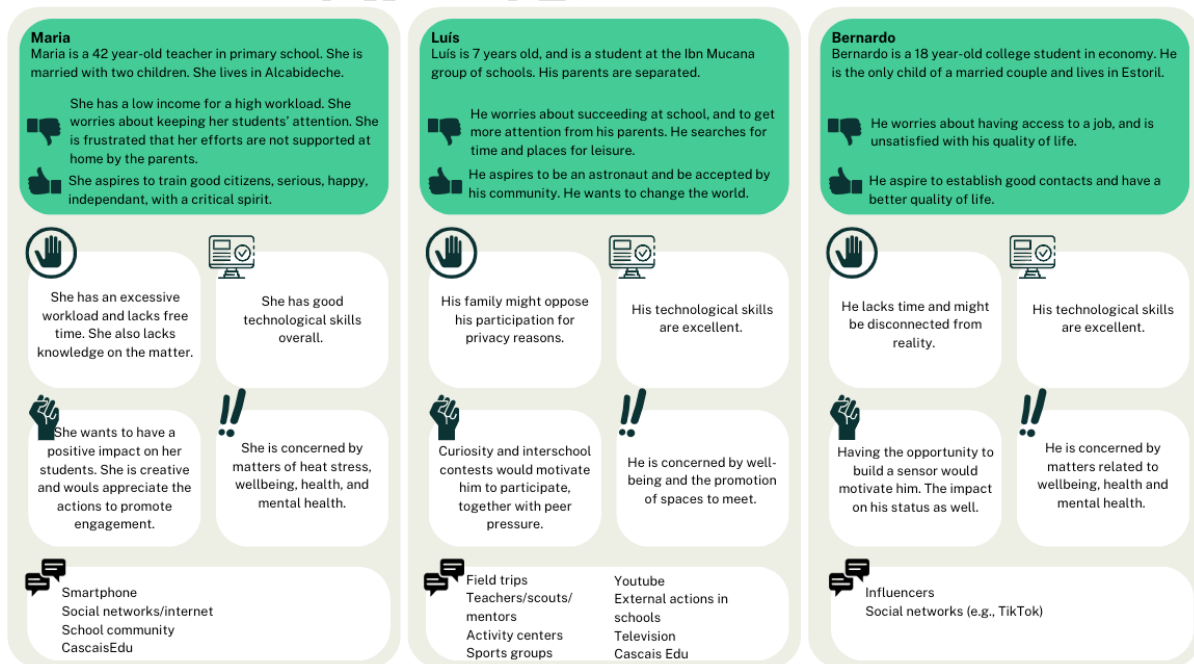 Maria
Maria is a 42 year-old teacher in primary school. She is
married with two children. She lives in Alcabideche.
She has a low income for a high workload. She
worries about keeping her students' attention. She
is frustrated that her efforts are not supported at
home by the parents.
She aspires to train good citizens, serious, happy,
independant, with a critical spirit.
She has an excessive
workload and lacks free
time. She also lacks
knowledge on the matter.
She has good
technological skills
overall.
She wants to have a
positive impact on her
students. She is creative
and wouls appreciate the
actions to promote
engagement.
She is concerned by
matters of heat stress,
wellbeing, health, and
mental health.
Smartphone
Social networks/internet
School community
CascaisEdu
Luís
Luís is 7 years old, and is a student at the Ibn Mucana
group of schools. His parents are separated.
He worries about succeeding at school, and to get
more attention from his parents. He searches for
time and places for leisure.
He aspires to be an astronaut and be accepted by
his community. He wants to change the world.
His family might oppose
his participation for
privacy reasons.
His technological skills
are excellent.
Curiosity and interschool
contests would motivate
him to participate,
together with peer
pressure.
He is concerned by well-
being and the promotion
of spaces to meet.
Field trips
Teachers/scouts/
mentors
Activity centers
Sports groups
Youtube
External actions in
schools
Television
Cascais Edu
Bernardo
Bernardo is a 18 year-old college student in economy. He
is the only child of a married couple and lives in Estoril.
He worries about having access to a job, and is
unsatisfied with his quality of life.
He aspire to establish good contacts and have a
better quality of life.
He lacks time and might
be disconnected from
reality.
His technological skills
are excellent.
Having the opportunity to
build a sensor would
motivate him. The impact
on his status as well.
He is concerned by
matters related to
wellbeing, health and
mental health.
Influencers
Social networks (e.g., TikTok)